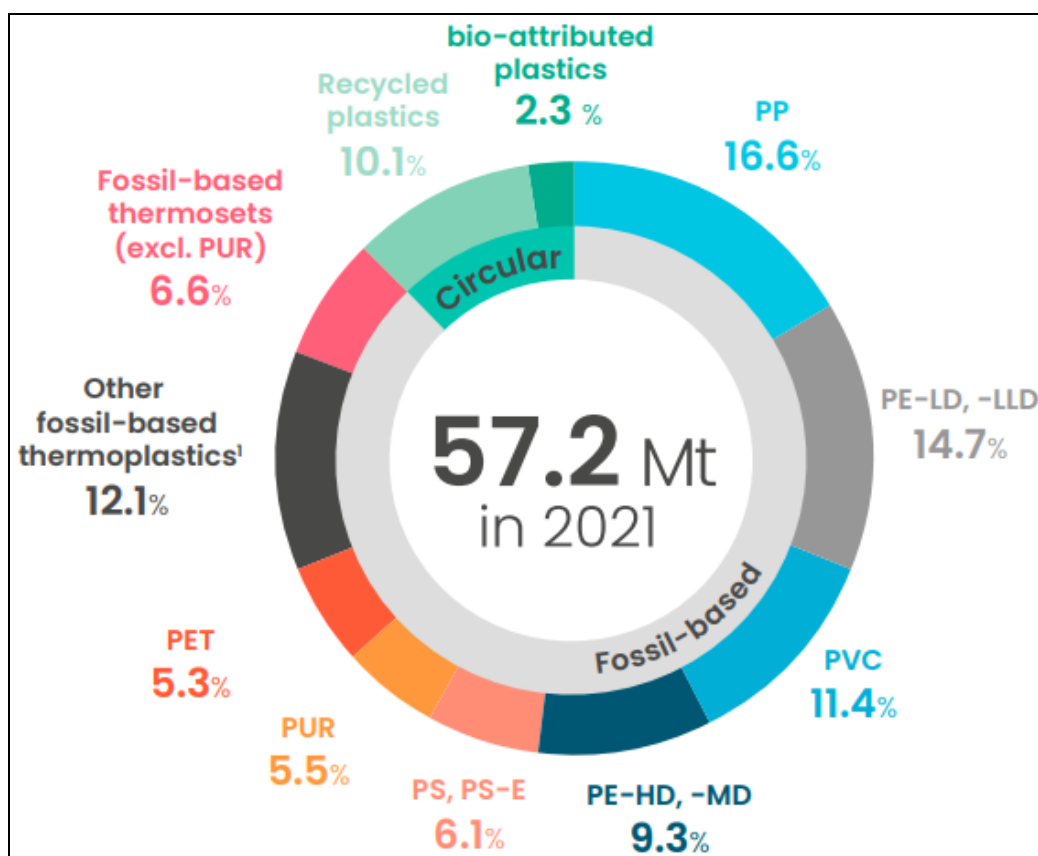 bio-attributed
plastics
2.3 %
Recycled
plastics
10.1%
PP
16.6%
Fossil-based
thermosets
(excl. PUR)
6.6%
Circular
Other
fossil-based
thermoplastics¹
12.1%
57.2 Mt
in 2021
PE-LD, -LLD
14.7%
Fossil-based
PET
5.3%
PVC
11.4%
PUR
5.5%
PS, PS-E
6.1%
PE-HD, -MD
9.3%